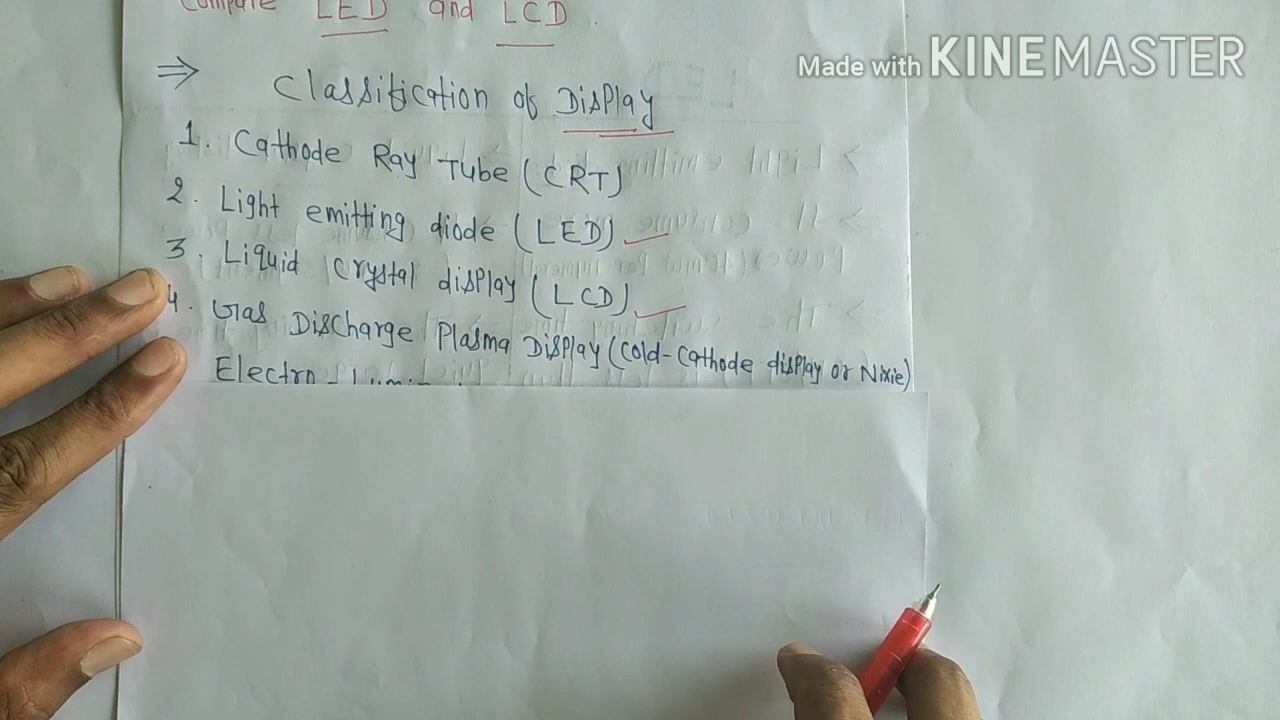 Compare LED and LCD.
Made with KINEMASTER
⇒ Classification of Display
1. Cathode Ray Tube (CRT)
2. Light emitting diode (LED)
3. Liquid Crystal display (LCD)
4. Gas Discharge Plasma Display (Cold-Cathode display or Nixie)
Electro-